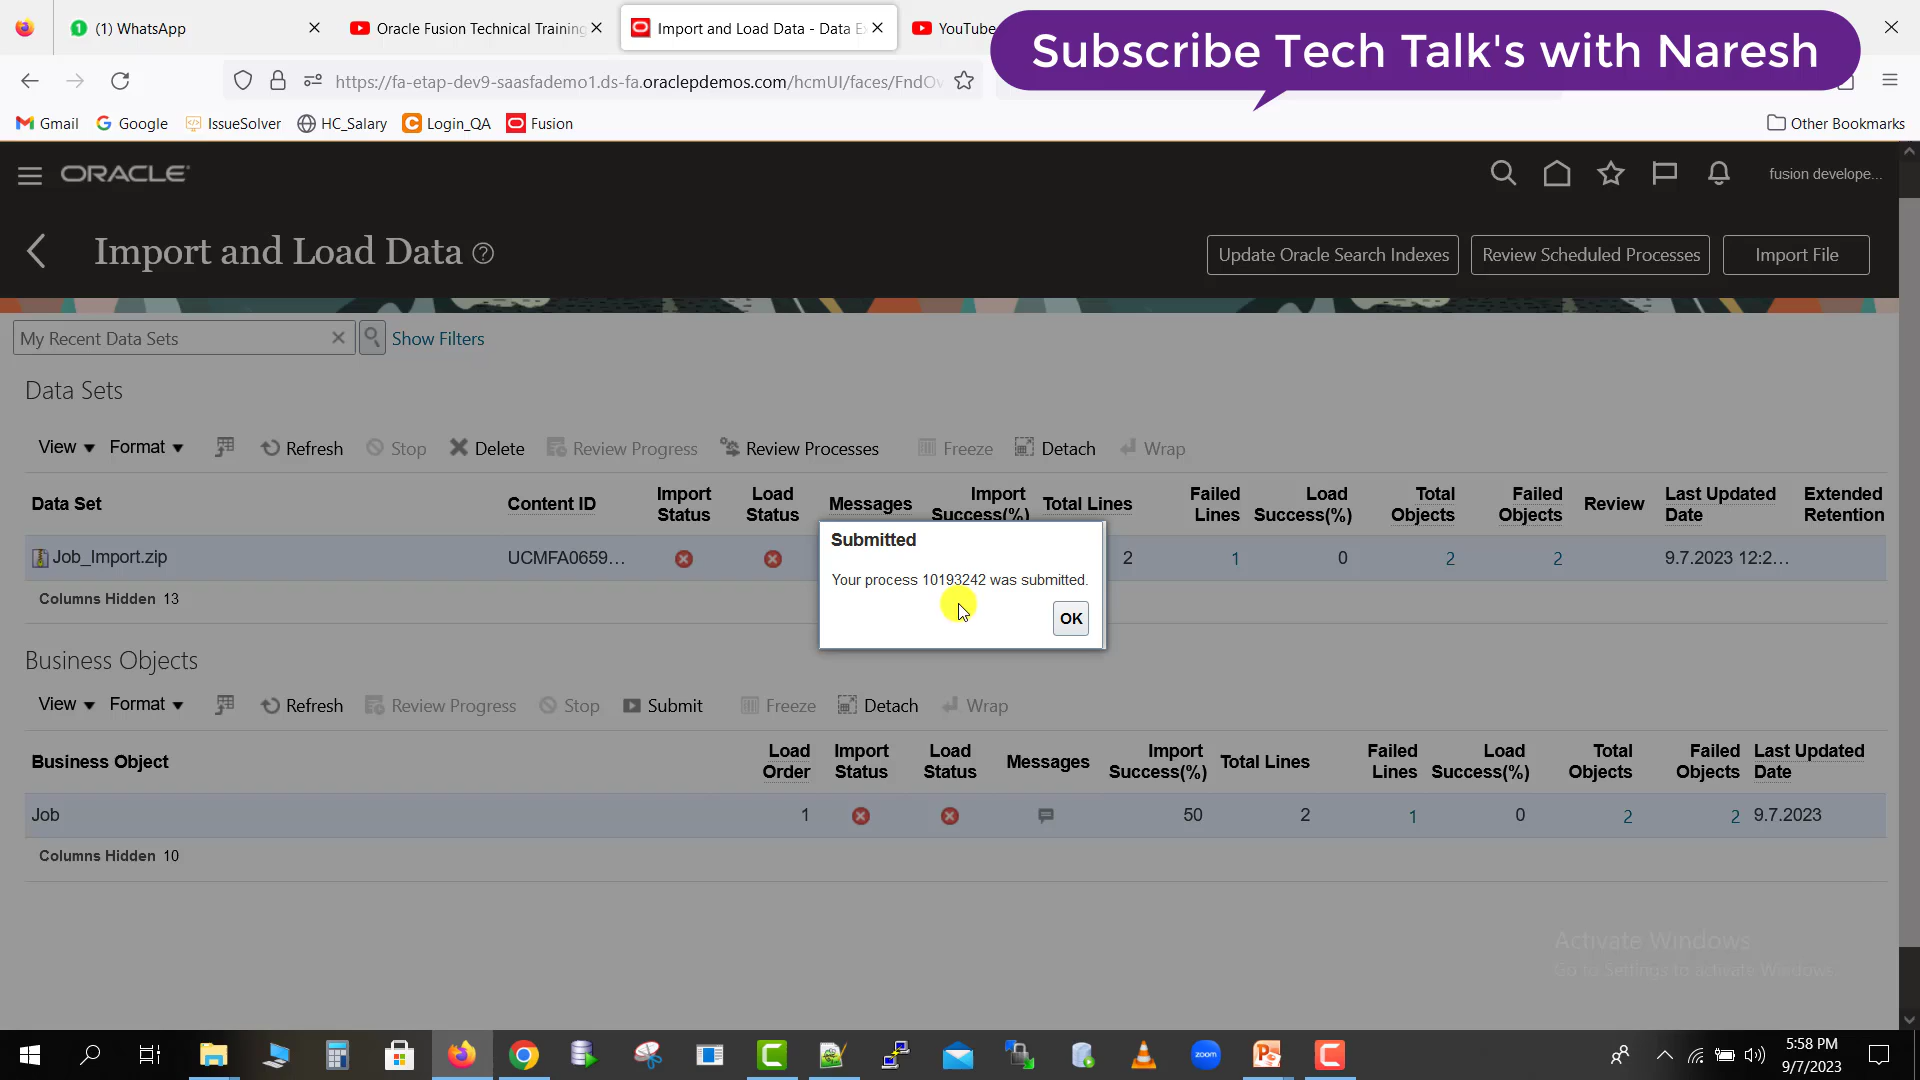 (1) WhatsApp
Oracle Fusion Technical Training
Import and Load Data - Data E
YouTube
Subscribe Tech Talk's with Naresh
https://fa-etap-dev9-saasfademo1.ds-fa.oraclepdemos.com/hcmUI/faces/FndOv
Gmail
Google
IssueSolver
HC_Salary
Login_QA
Fusion
Other Bookmarks
ORACLE
fusion develope...
Import and Load Data
Update Oracle Search Indexes
Review Scheduled Processes
Import File
My Recent Data Sets
Show Filters
Data Sets
View Format Refresh Stop Delete Review Progress Review Processes Freeze Detach Wrap
Data Set Content ID Import Status Load Status Messages Import Success(%) Total Lines Failed Lines Load Success(%) Total Objects Failed Objects Review Last Updated Date Extended Retention
Job_Import.zip UCMFA0659... 2 1 0 2 2 9.7.2023 12:2...
Columns Hidden 13
Submitted
Your process 10193242 was submitted.
OK
Business Objects
View Format Refresh Review Progress Stop Submit Freeze Detach Wrap
Business Object Load Order Import Status Load Status Messages Import Success(%) Total Lines Failed Lines Load Success(%) Total Objects Failed Objects Last Updated Date
Job 1 50 2 1 0 2 2 9.7.2023
Columns Hidden 10
Activate Windows
Go to Settings to activate Windows.
zoom
5:58 PM
9/7/2023